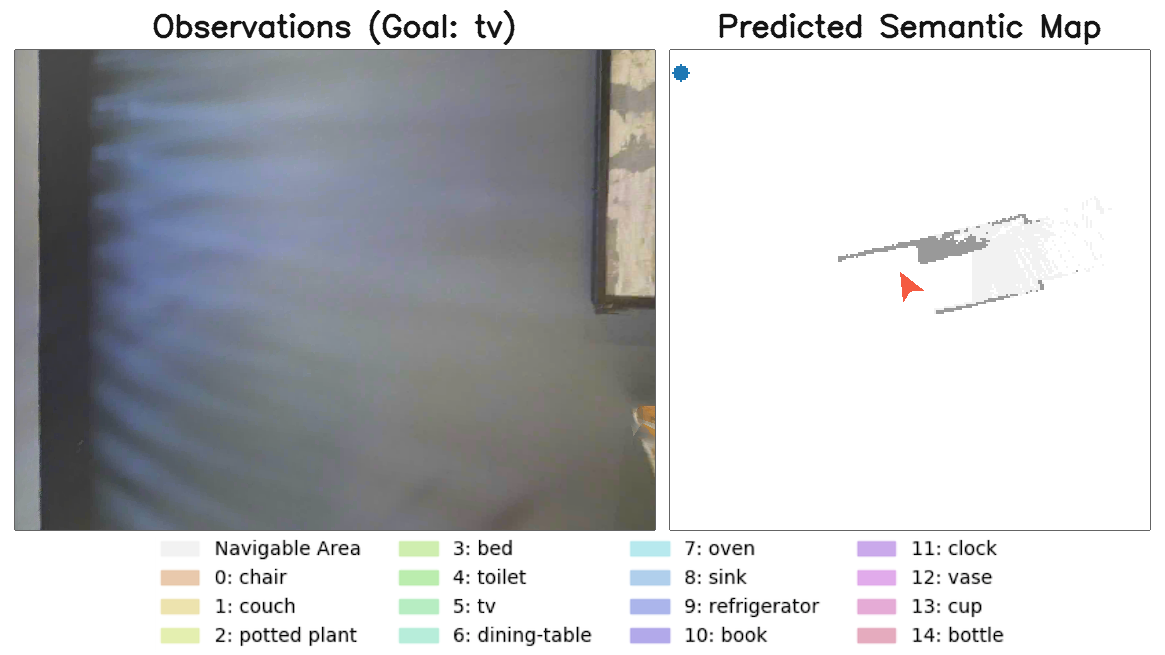 Observations (Goal: tv)
Predicted Semantic Map
Navigable Area
0: chair
1: couch
2: potted plant
3: bed
4: toilet
5: tv
6: dining-table
7: oven
8: sink
9: refrigerator
10: book
11: clock
12: vase
13: cup
14: bottle